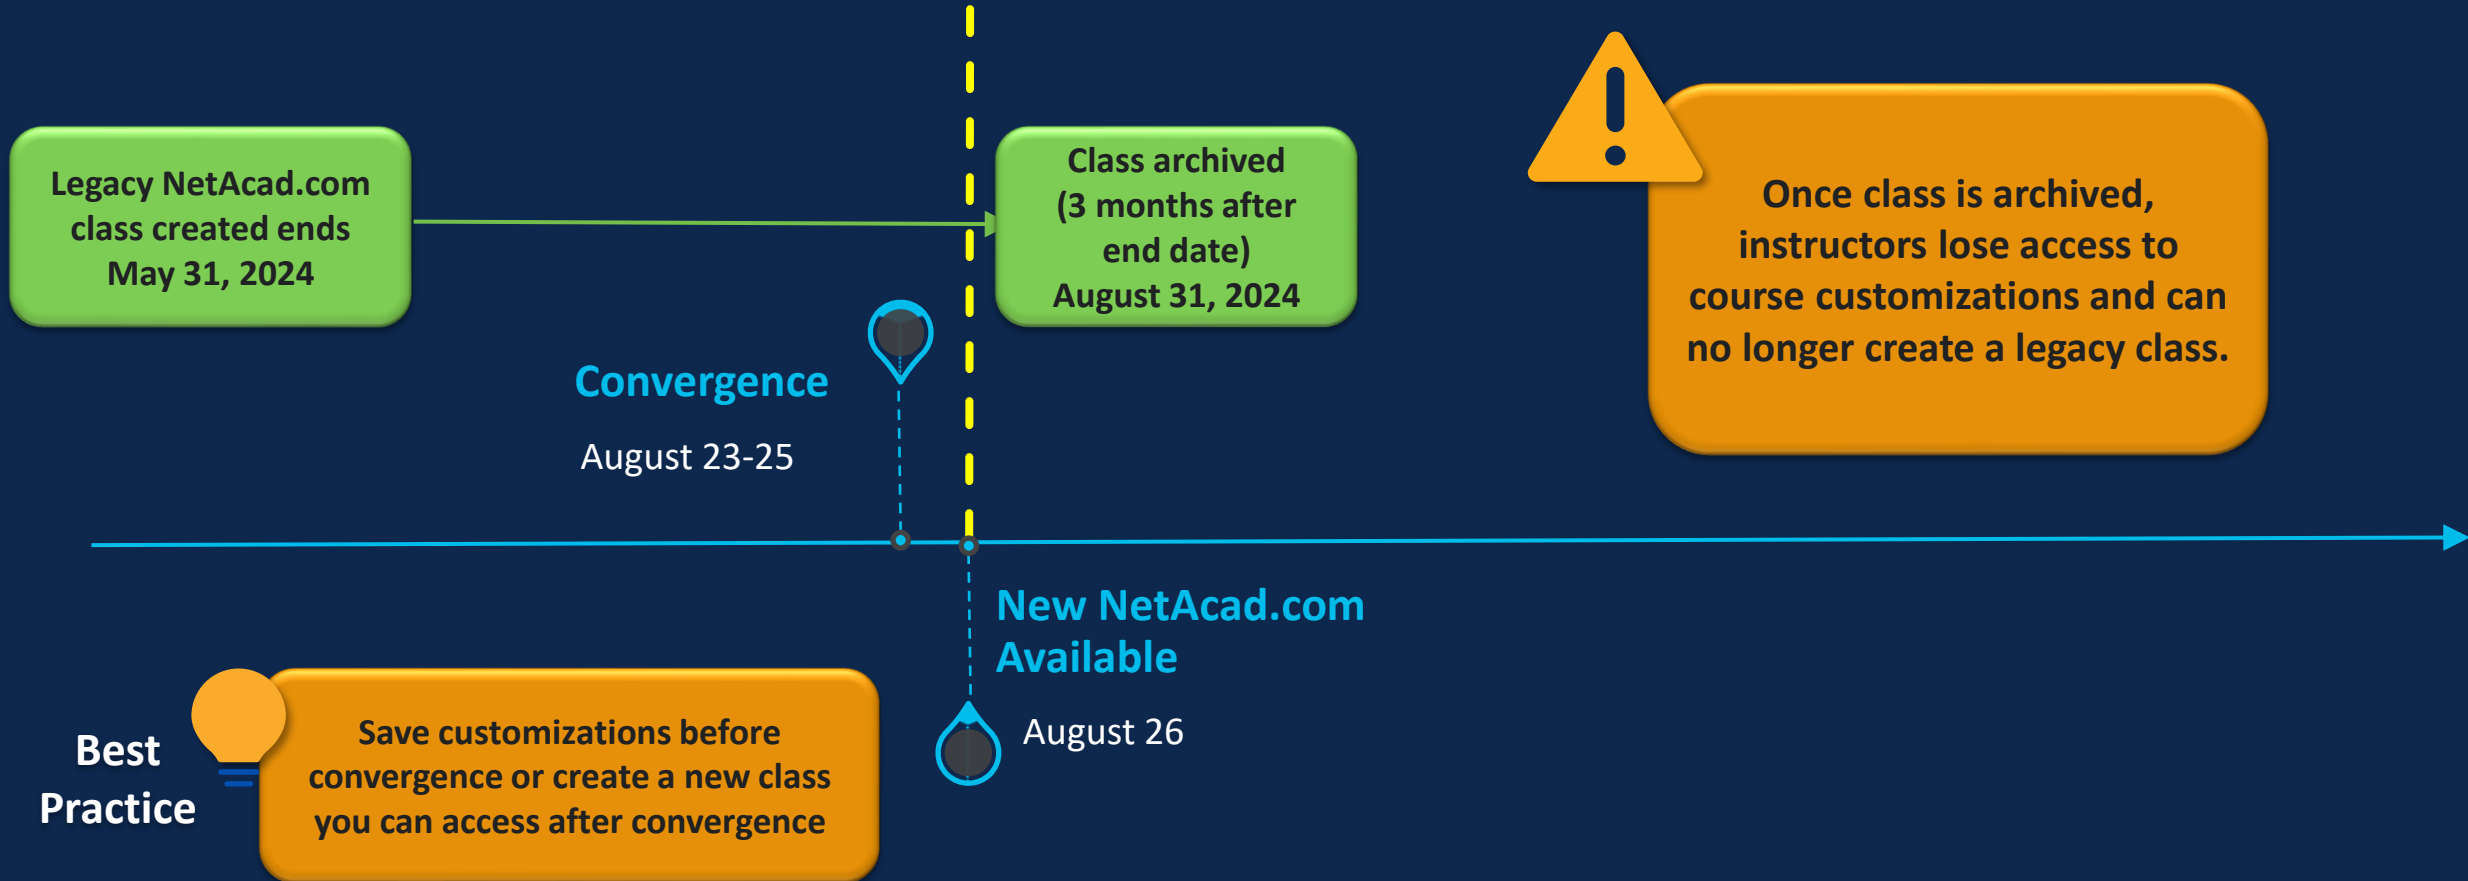 Legacy NetAcad.com
class created ends
May 31, 2024
Class archived
(3 months after
end date)
August 31, 2024
Once class is archived,
instructors lose access to
course customizations and can
no longer create a legacy class.
Convergence
August 23-25
New NetAcad.com
Available
August 26
Best
Practice
Save customizations before
convergence or create a new class
you can access after convergence